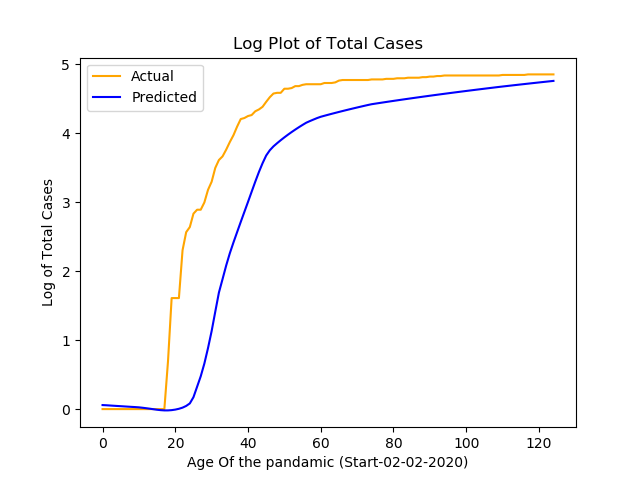 Log Plot of Total Cases
Actual
Predicted
5
4
3
2
1
0
Log of Total Cases
0 20 40 60 80 100 120
Age Of the pandamic (Start-02-02-2020)